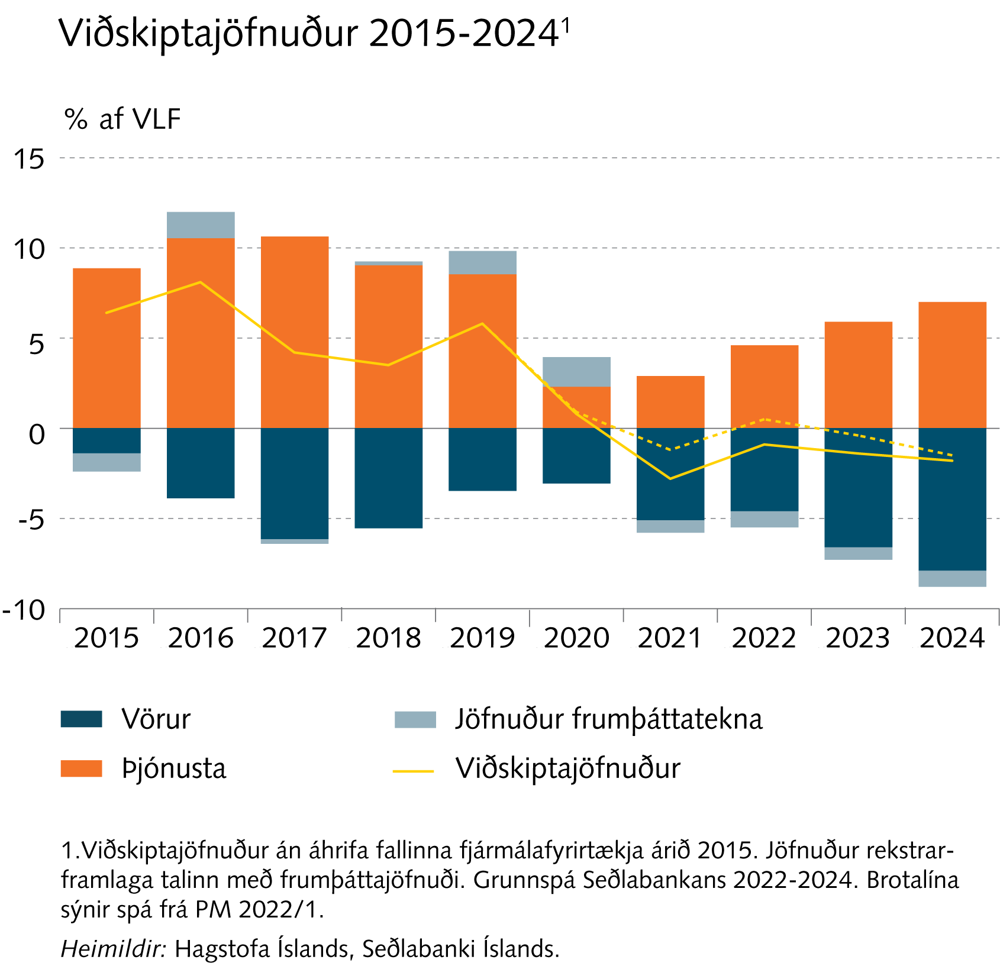 Viðskiptajöfnuður 2015-2024¹
% af VLF
15
10
5
0
-5
-10
2015 2016 2017 2018 2019 2020 2021 2022 2023 2024
Vörur
Jöfnuður frumþáttatekna
Þjónusta
Viðskiptajöfnuður
1.Viðskiptajöfnuður án áhrifa fallinna fjármálafyrirtækja árið 2015. Jöfnuður rekstrar-
framlaga talinn með frumþáttajöfnuði. Grunnspá Seðlabankans 2022-2024. Brotalína
sýnir spá frá PM 2022/1.
Heimildir: Hagstofa Íslands, Seðlabanki Íslands.